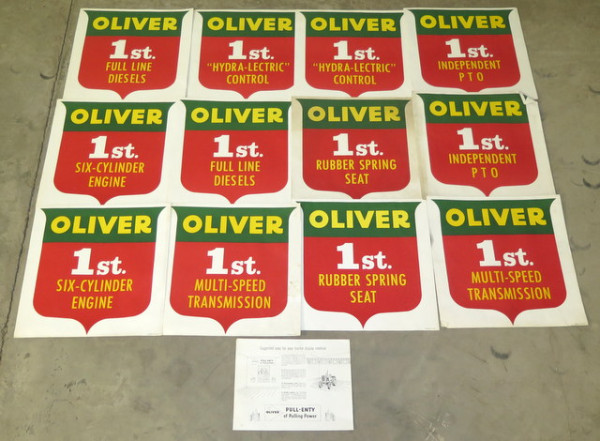 OLIVER
1st.
FULL LINE
DIESELS
OLIVER
1st.
"HYDRA-LECTRIC"
CONTROL
OLIVER
1st.
"HYDRA-LECTRIC"
CONTROL
OLIVER
1st.
INDEPENDENT
PTO
OLIVER
1st.
SIX-CYLINDER
ENGINE
OLIVER
1st.
FULL LINE
DIESELS
OLIVER
1st.
RUBBER SPRING
SEAT
OLIVER
1st.
INDEPENDENT
PTO
OLIVER
1st.
SIX-CYLINDER
ENGINE
OLIVER
1st.
MULTI-SPEED
TRANSMISSION
OLIVER
1st.
RUBBER SPRING
SEAT
OLIVER
1st.
MULTI-SPEED
TRANSMISSION
PULL-ENTY
of Pulling Power